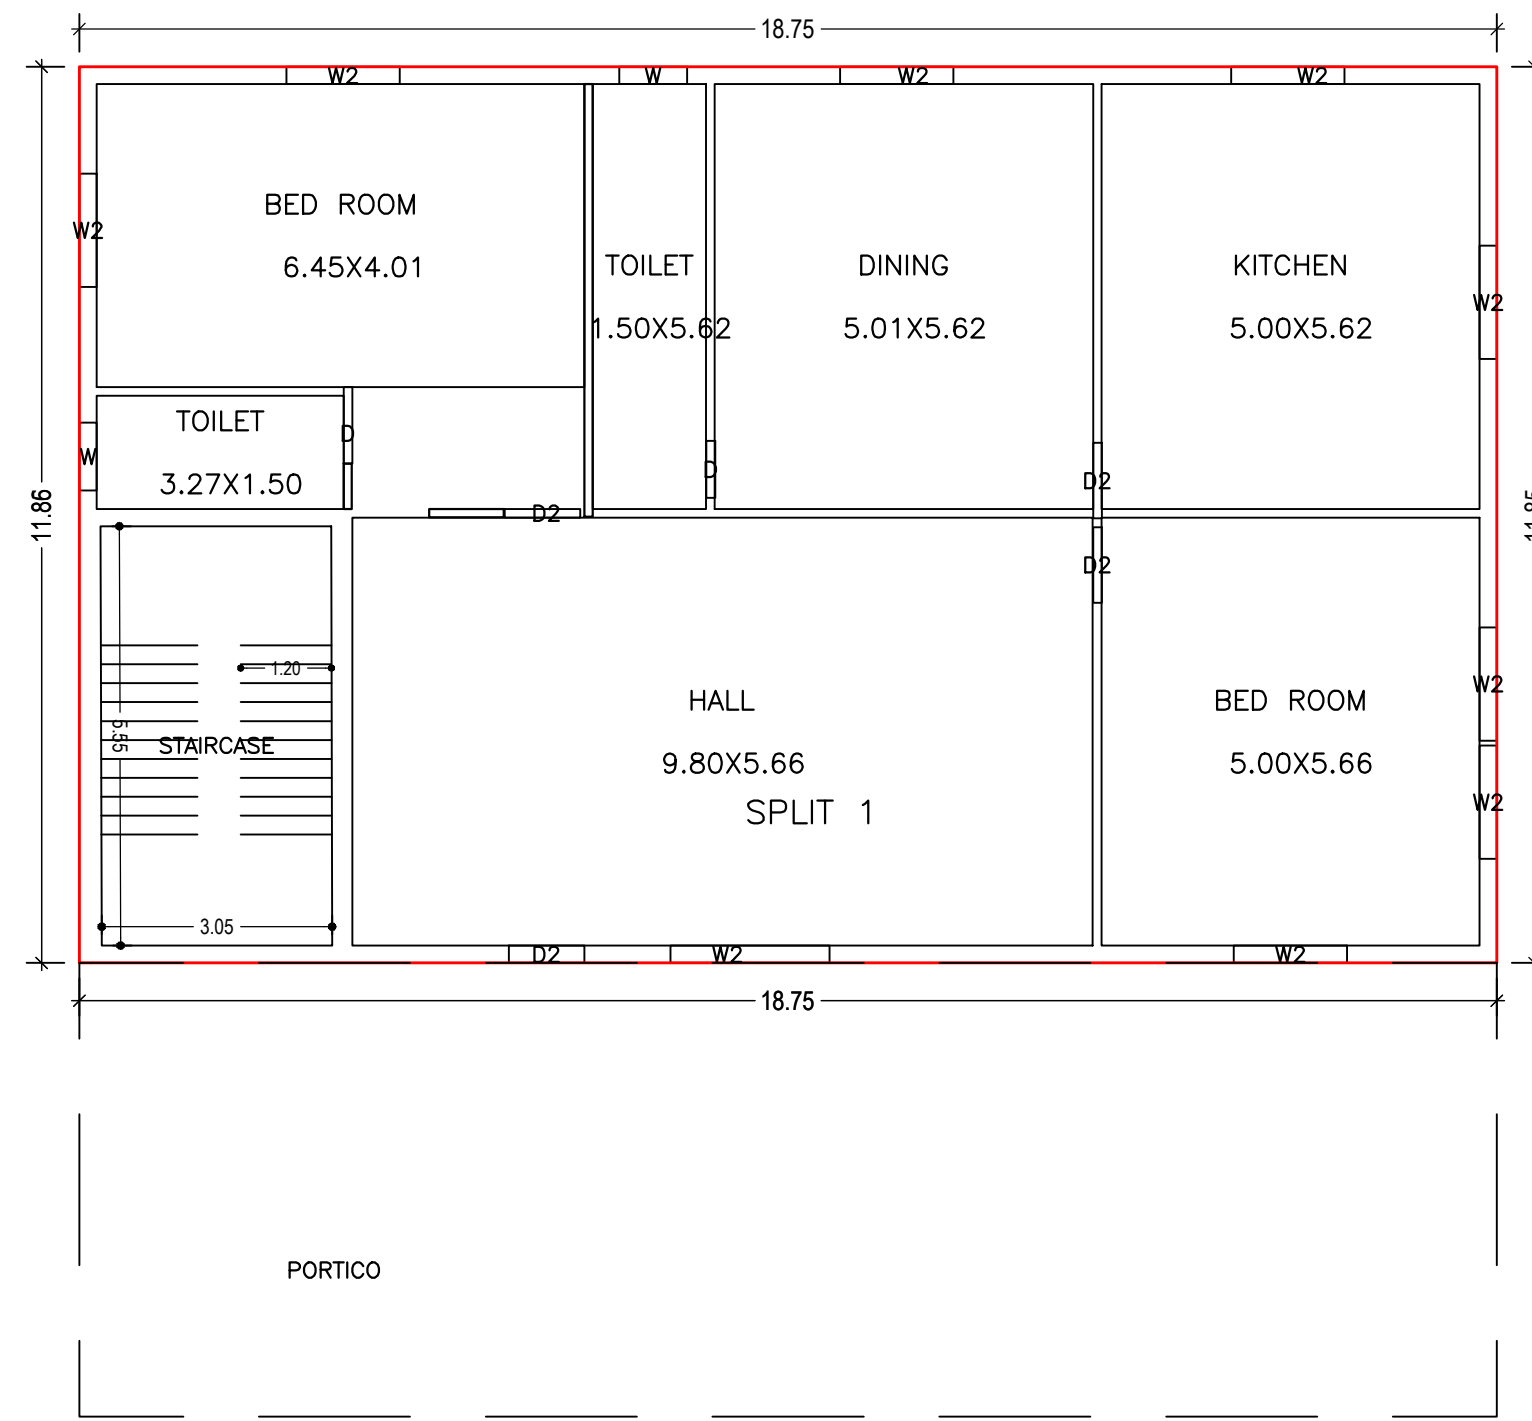 18.75
W2
W
W2
W2
BED ROOM
6.45X4.01
W2
TOILET
1.50X5.62
DINING
5.01X5.62
KITCHEN
5.00X5.62
W2
TOILET
3.27X1.50
W
D
D
D2
D2
D2
11.86
1.20
5.55
STAIRCASE
3.05
HALL
9.80X5.66
SPLIT 1
BED ROOM
5.00X5.66
W2
W2
D2
W2
W2
18.75
PORTICO